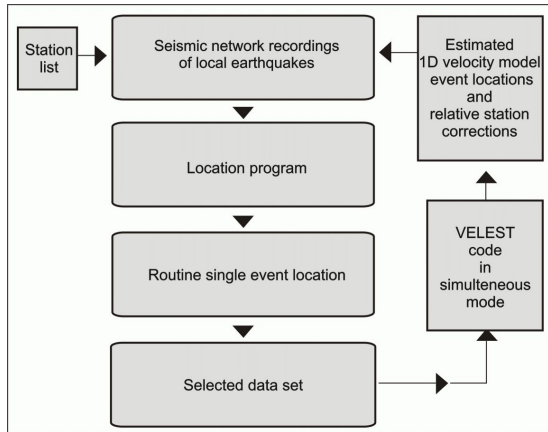 Station
list
Seismic network recordings
of local earthquakes
Estimated
1D velocity model
event locations
and
relative station
corrections
Location program
Routine single event location
VELEST
code
in
simulteneous
mode
Selected data set